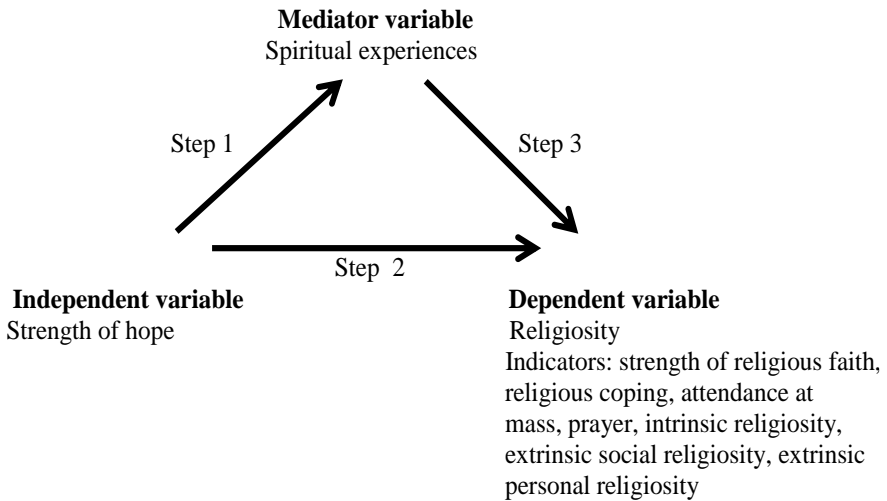 Mediator variable
Spiritual experiences
Step 1
Step 3
Step 2
Independent variable
Strength of hope
Dependent variable
Religiosity
Indicators: strength of religious faith,
religious coping, attendance at
mass, prayer, intrinsic religiosity,
extrinsic social religiosity, extrinsic
personal religiosity